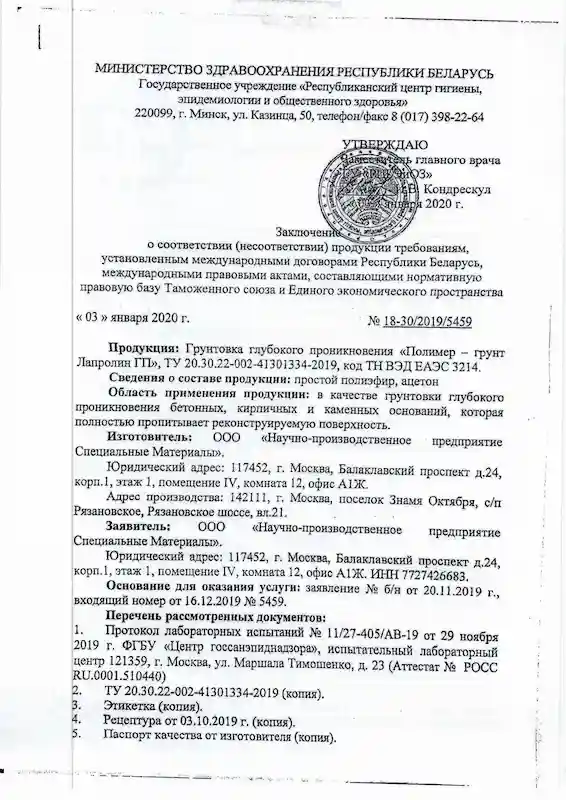 МИНИСТЕРСТВО ЗДРАВООХРАНЕНИЯ РЕСПУБЛИКИ БЕЛАРУСЬ
Государственное учреждение «Республиканский центр гигиены,
эпидемиологии и общественного здоровья»
220099, г. Минск, ул. Казинца, 50, телефон/факс 8 (017) 398-22-64
УТВЕРЖДАЮ
Заместитель главного врача
Кондрескул
января 2020 г.
Заключение
о соответствии (несоответствии) продукции требованиям,
установленным международными договорами Республики Беларусь,
международными правовыми актами, составляющими нормативную
правовую базу Таможенного союза и Единого экономического пространства
« 03 » января 2020 г. № 18-30/2019/5459
Продукция: Грунтовка глубокого проникновения «Полимер – грунт
Лапролин ГП», ТУ 20.30.22-002-41301334-2019, код ТН ВЭД ЕАЭС 3214.
Сведения о составе продукции: простой полиэфир, ацетон
Область применения продукции: в качестве грунтовки глубокого
проникновения бетонных, кирпичных и каменных оснований, которая
полностью пропитывает реконструируемую поверхность.
Изготовитель: ООО «Научно-производственное предприятие
Специальные Материалы».
Юридический адрес: 117452, г. Москва, Балаклавский проспект д.24,
корп.1, этаж 1, помещение IV, комната 12, офис А1Ж.
Адрес производства: 142111, г. Москва, поселок Знамя Октября, с/п
Рязановское, Рязановское шоссе, вл.21.
Заявитель: ООО «Научно-производственное предприятие
Специальные Материалы».
Юридический адрес: 117452, г. Москва, Балаклавский проспект д.24,
корп.1, этаж 1, помещение IV, комната 12, офис А1Ж. ИНН 7727426683.
Основание для оказания услуги: заявление № б/н от 20.11.2019 г.,
входящий номер от 16.12.2019 № 5459.
Перечень рассмотренных документов:
1. Протокол лабораторных испытаний № 11/27-405/АВ-19 от 29 ноября
2019 г. ФГБУ «Центр госсанэпиднадзора», испытательный лабораторный
центр 121359, г. Москва, ул. Маршала Тимошенко, д. 23 (Аттестат № РОСС
RU.0001.510440)
2. ТУ 20.30.22-002-41301334-2019 (копия).
3. Этикетка (копия).
4. Рецептура от 03.10.2019 г. (копия).
5. Паспорт качества от изготовителя (копия).